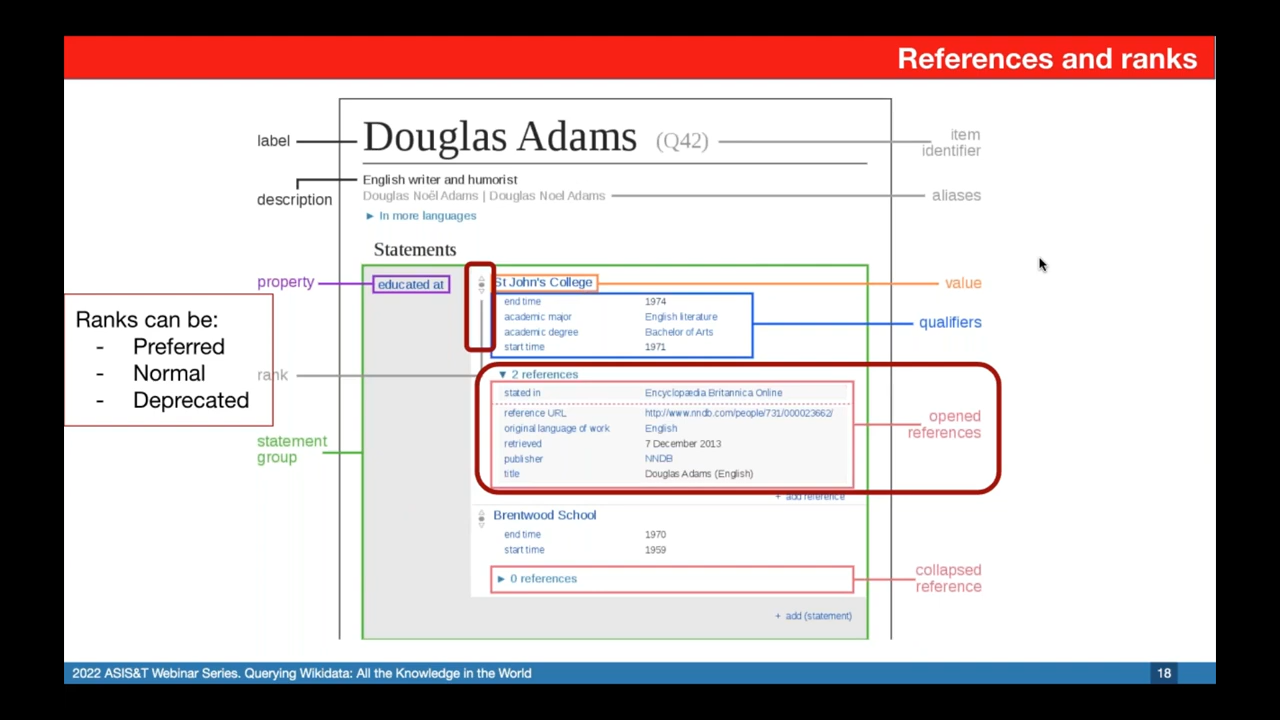 References and ranks
label
Douglas Adams (Q42)
item
identifier
description
English writer and humorist
Douglas Noël Adams | Douglas Noel Adams
aliases
► In more languages
Statements
property
educated at
St John's College
value
end time 1974
academic major English literature
academic degree Bachelor of Arts
start time 1971
qualifiers
Ranks can be:
- Preferred
- Normal
- Deprecated
rank
▼ 2 references
stated in Encyclopædia Britannica Online
reference URL http://www.nndb.com/people/731/000023662/
original language of work English
retrieved 7 December 2013
publisher NNDB
title Douglas Adams (English)
opened
references
+ add reference
statement
group
Brentwood School
end time 1970
start time 1959
► 0 references
collapsed
reference
+ add (statement)
2022 ASIS&T Webinar Series. Querying Wikidata: All the Knowledge in the World
18